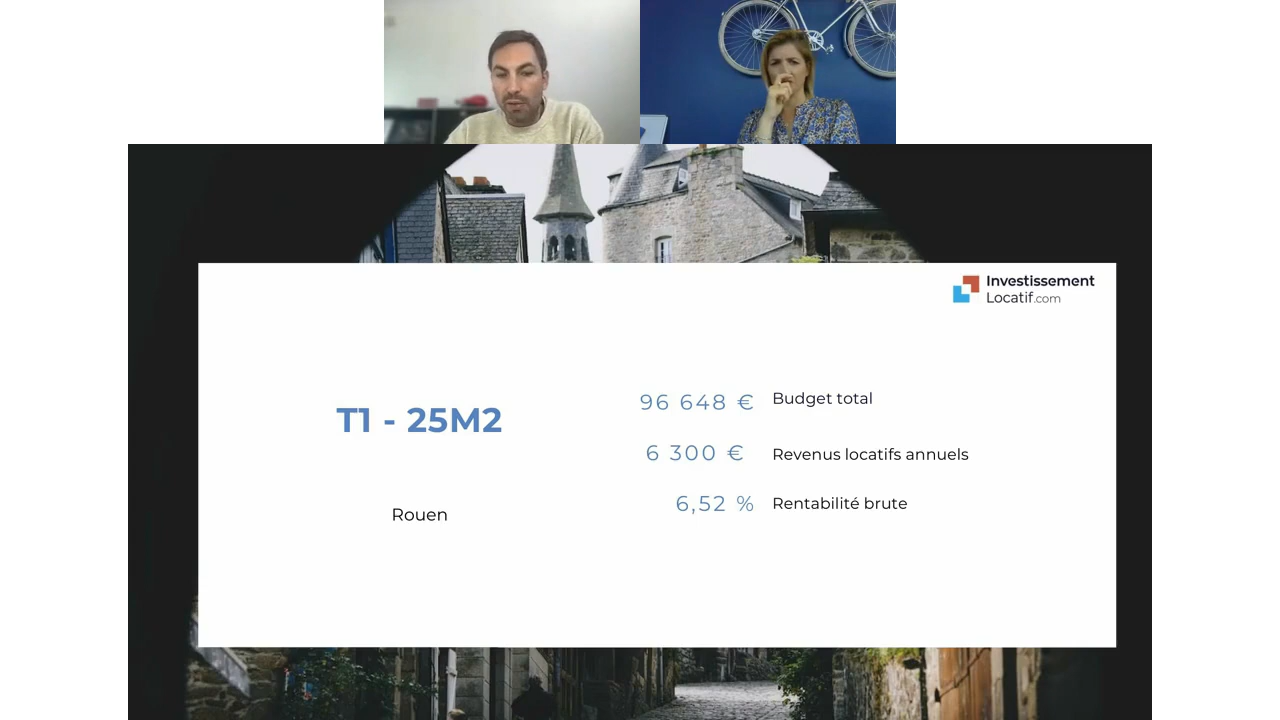 Investissement
Locatif.com
T1 - 25M2
Rouen
96 648 € Budget total
6 300 € Revenus locatifs annuels
6,52 % Rentabilité brute